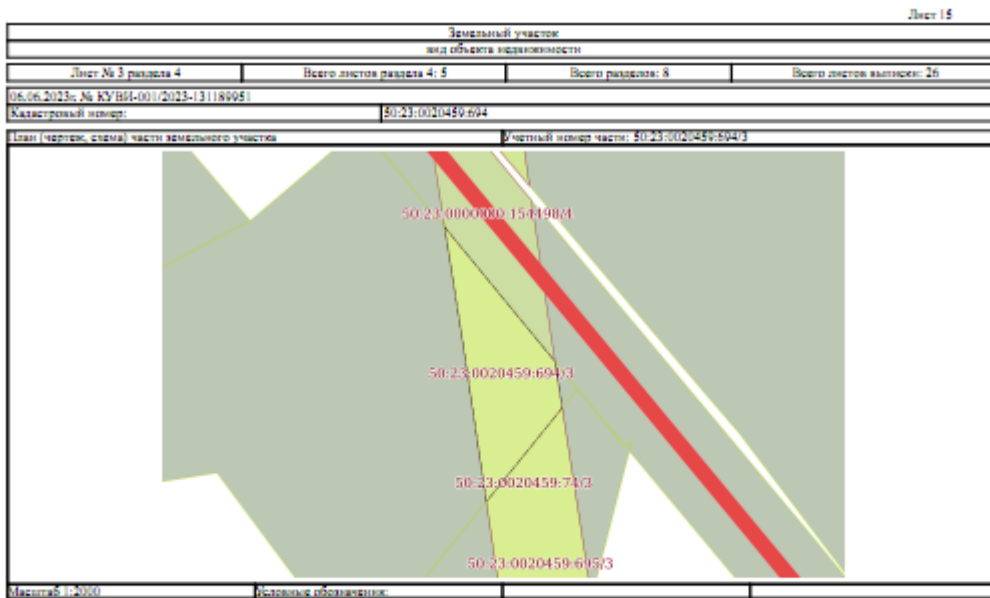 Лист 15
Земельный участок
вид объекта недвижимости
Лист № 3 раздела 4 Всего листов раздела 4: 5 Всего разделов: 8 Всего листов выписки: 26
06.06.2023г. № КУВИ-001/2023-131189951
Кадастровый номер: 50:23:0020459:694
План (чертеж, схема) части земельного участка Учетный номер части: 50:23:0020459:694/3
50:23:0000000:154498/4
50:23:0020459:694/3
50:23:0020459:74/3
50:23:0020459:695/3
Масштаб 1:2000 Условные обозначения: